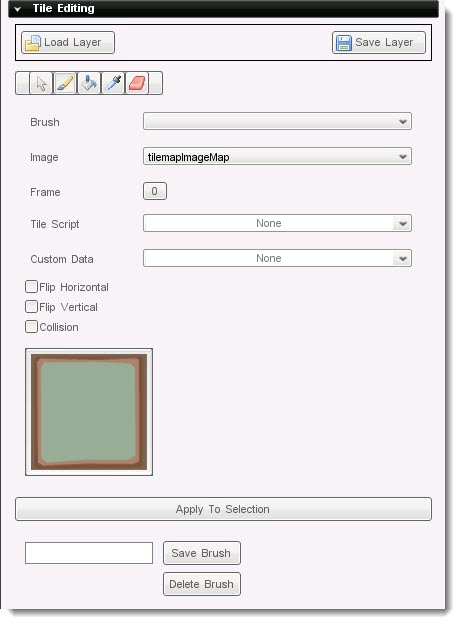 Tile Editing
Load Layer
Save Layer
Brush
Image
tilemapImageMap
Frame
0
Tile Script
None
Custom Data
None
Flip Horizontal
Flip Vertical
Collision
Apply To Selection
Save Brush
Delete Brush